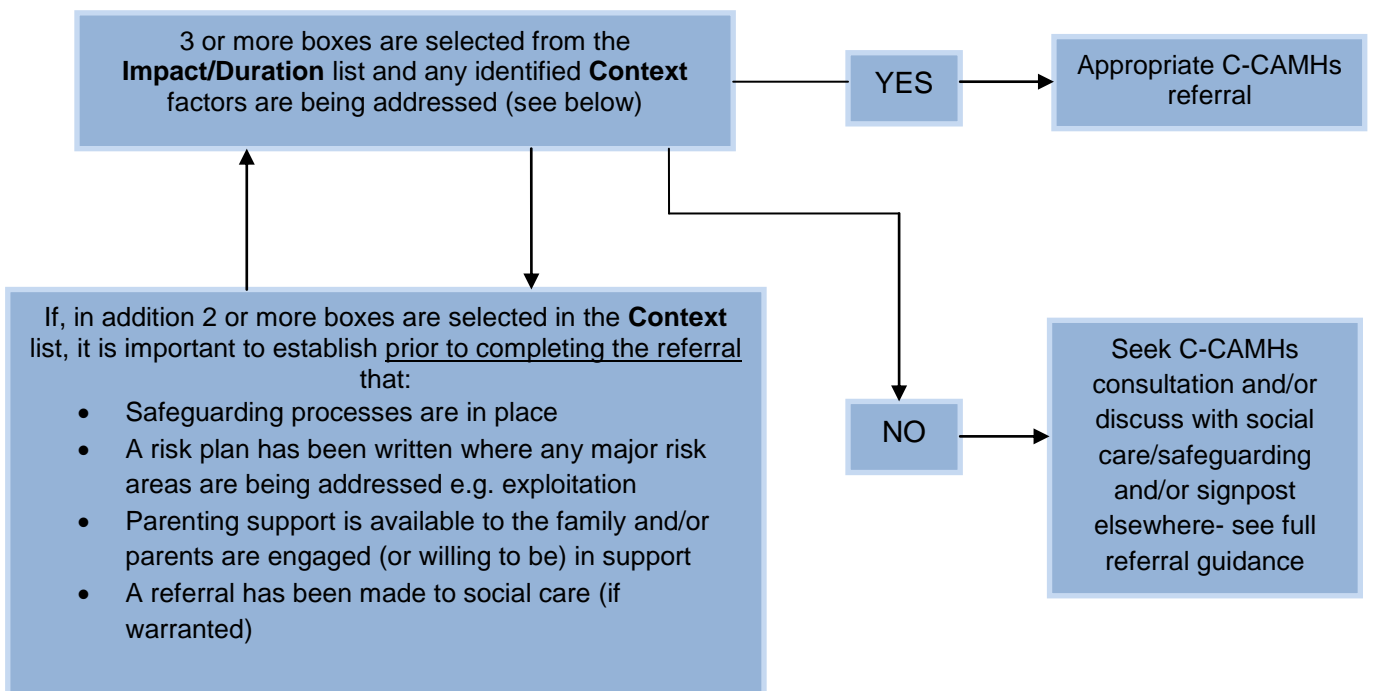 3 or more boxes are selected from the
Impact/Duration list and any identified Context
factors are being addressed (see below)
YES
Appropriate C-CAMHs
referral
If, in addition 2 or more boxes are selected in the Context
list, it is important to establish prior to completing the referral
that:
• Safeguarding processes are in place
• A risk plan has been written where any major risk
areas are being addressed e.g. exploitation
• Parenting support is available to the family and/or
parents are engaged (or willing to be) in support
• A referral has been made to social care (if
warranted)
NO
Seek C-CAMHs
consultation and/or
discuss with social
care/safeguarding
and/or signpost
elsewhere- see full
referral guidance